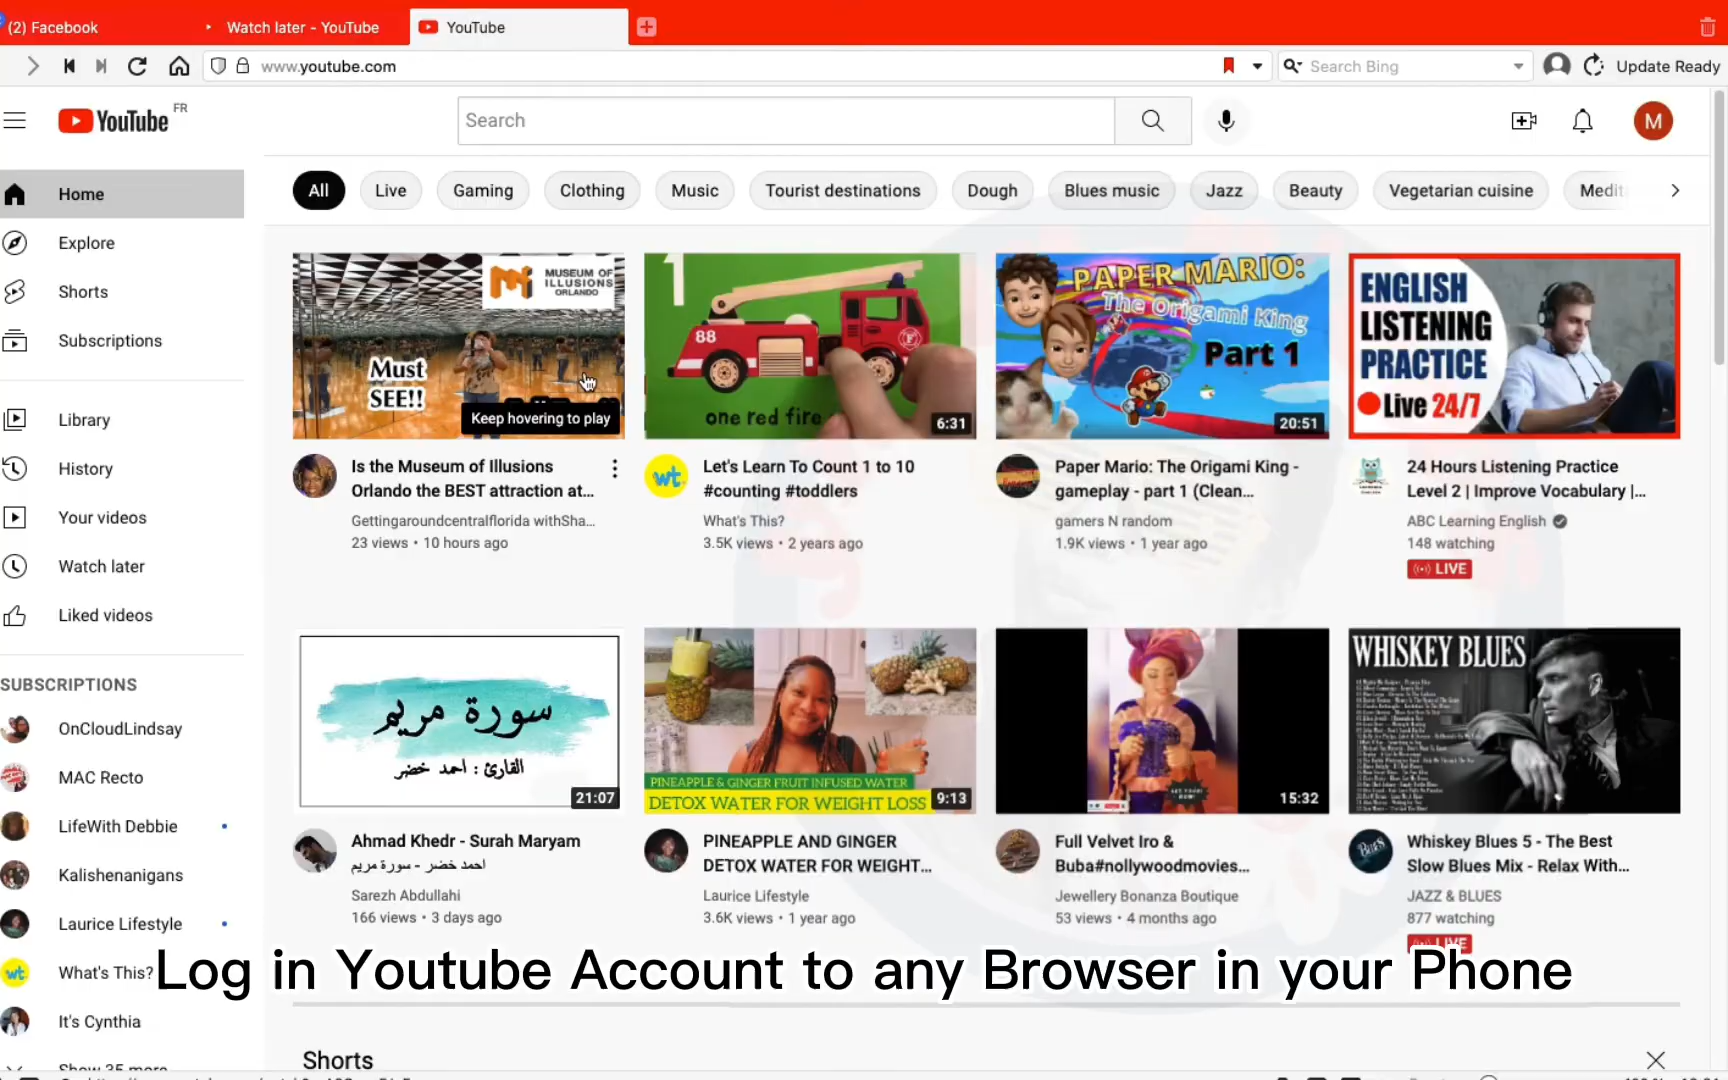 (2) Facebook
Watch later - YouTube
YouTube
www.youtube.com
Search Bing
Update Ready
YouTube FR
Search
M
All
Live
Gaming
Clothing
Music
Tourist destinations
Dough
Blues music
Jazz
Beauty
Vegetarian cuisine
Medit
Home
Explore
Shorts
Subscriptions
Library
History
Your videos
Watch later
Liked videos
SUBSCRIPTIONS
OnCloudLindsay
MAC Recto
LifeWith Debbie
Kalishenanigans
Laurice Lifestyle
What's This?
It's Cynthia
Show 35 more
MUSEUM OF
ILLUSIONS
ORLANDO
Must
SEE!!
Keep hovering to play
Is the Museum of Illusions
Orlando the BEST attraction at...
Gettingaroundcentralflorida withSha...
23 views • 10 hours ago
1
88
F
one red fire
6:31
wt
Let's Learn To Count 1 to 10
#counting #toddlers
What's This?
3.5K views • 2 years ago
PAPER MARIO:
The Origami King
Part 1
20:51
Paper Mario: The Origami King -
gameplay - part 1 (Clean...
gamers N random
1.9K views • 1 year ago
ENGLISH
LISTENING
PRACTICE
Live 24/7
24 Hours Listening Practice
Level 2 | Improve Vocabulary |...
ABC Learning English
148 watching
LIVE
سورة مريم
القارئ : احمد خضر
21:07
Ahmad Khedr - Surah Maryam
احمد خضر - سورة مريم
Sarezh Abdullahi
166 views • 3 days ago
PINEAPPLE & GINGER FRUIT INFUSED WATER
DETOX WATER FOR WEIGHT LOSS
9:13
PINEAPPLE AND GINGER
DETOX WATER FOR WEIGHT...
Laurice Lifestyle
3.6K views • 1 year ago
15:32
Full Velvet Iro &
Buba#nollywoodmovies...
Jewellery Bonanza Boutique
53 views • 4 months ago
WHISKEY BLUES
Whiskey Blues 5 - The Best
Slow Blues Mix - Relax With...
JAZZ & BLUES
877 watching
LIVE
Log in Youtube Account to any Browser in your Phone
Shorts